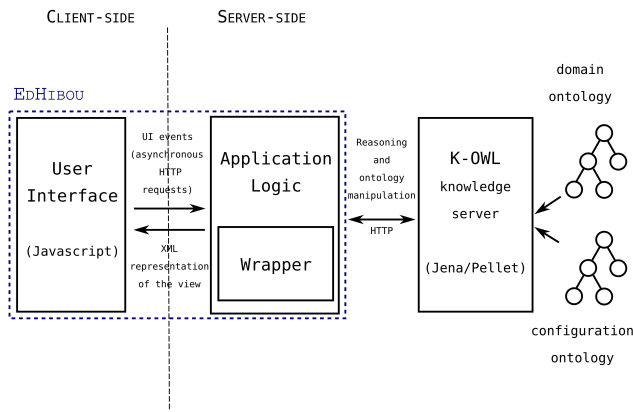 CLIENT-SIDE
SERVER-SIDE
EDHIBOU
User
Interface
(Javascript)
UI events
(asynchronous
HTTP
requests)
XML
representation
of the view
Application
Logic
Wrapper
Reasoning
and
ontology
manipulation
HTTP
K-OWL
knowledge
server
(Jena/Pellet)
domain
ontology
configuration
ontology